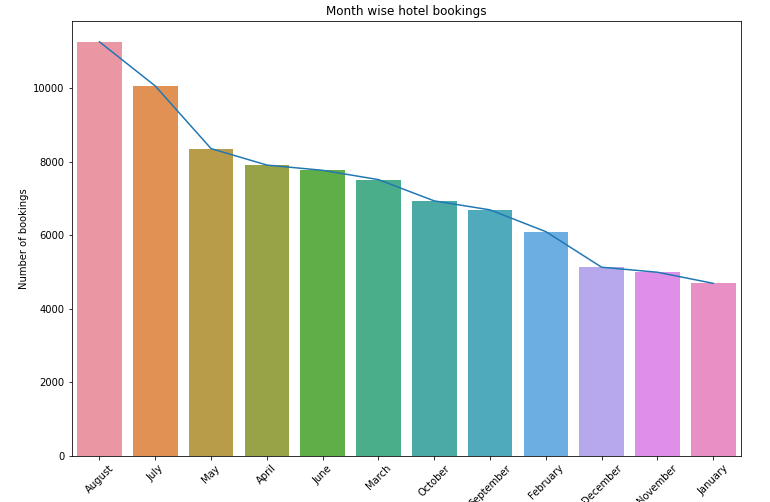 Month wise hotel bookings
Number of bookings
10000
8000
6000
4000
2000
0
August
July
May
April
June
March
October
September
February
December
November
January